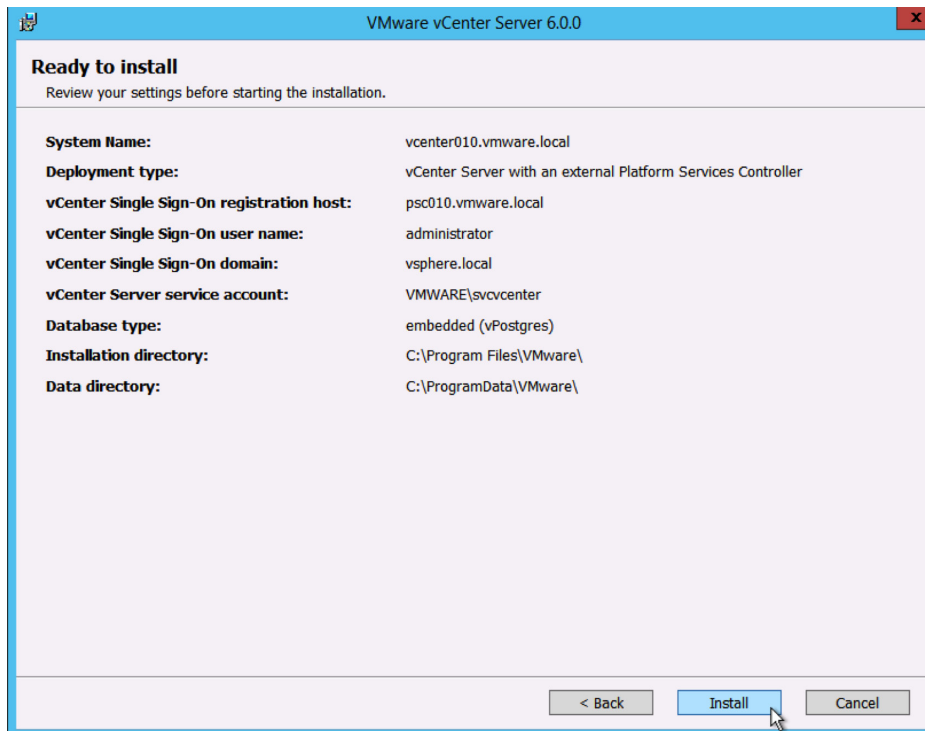 VMware vCenter Server 6.0.0
x
Ready to install
Review your settings before starting the installation.
System Name: vcenter010.vmware.local
Deployment type: vCenter Server with an external Platform Services Controller
vCenter Single Sign-On registration host: psc010.vmware.local
vCenter Single Sign-On user name: administrator
vCenter Single Sign-On domain: vsphere.local
vCenter Server service account: VMWARE\svcvcenter
Database type: embedded (vPostgres)
Installation directory: C:\Program Files\VMware\
Data directory: C:\ProgramData\VMware\
< Back Install Cancel